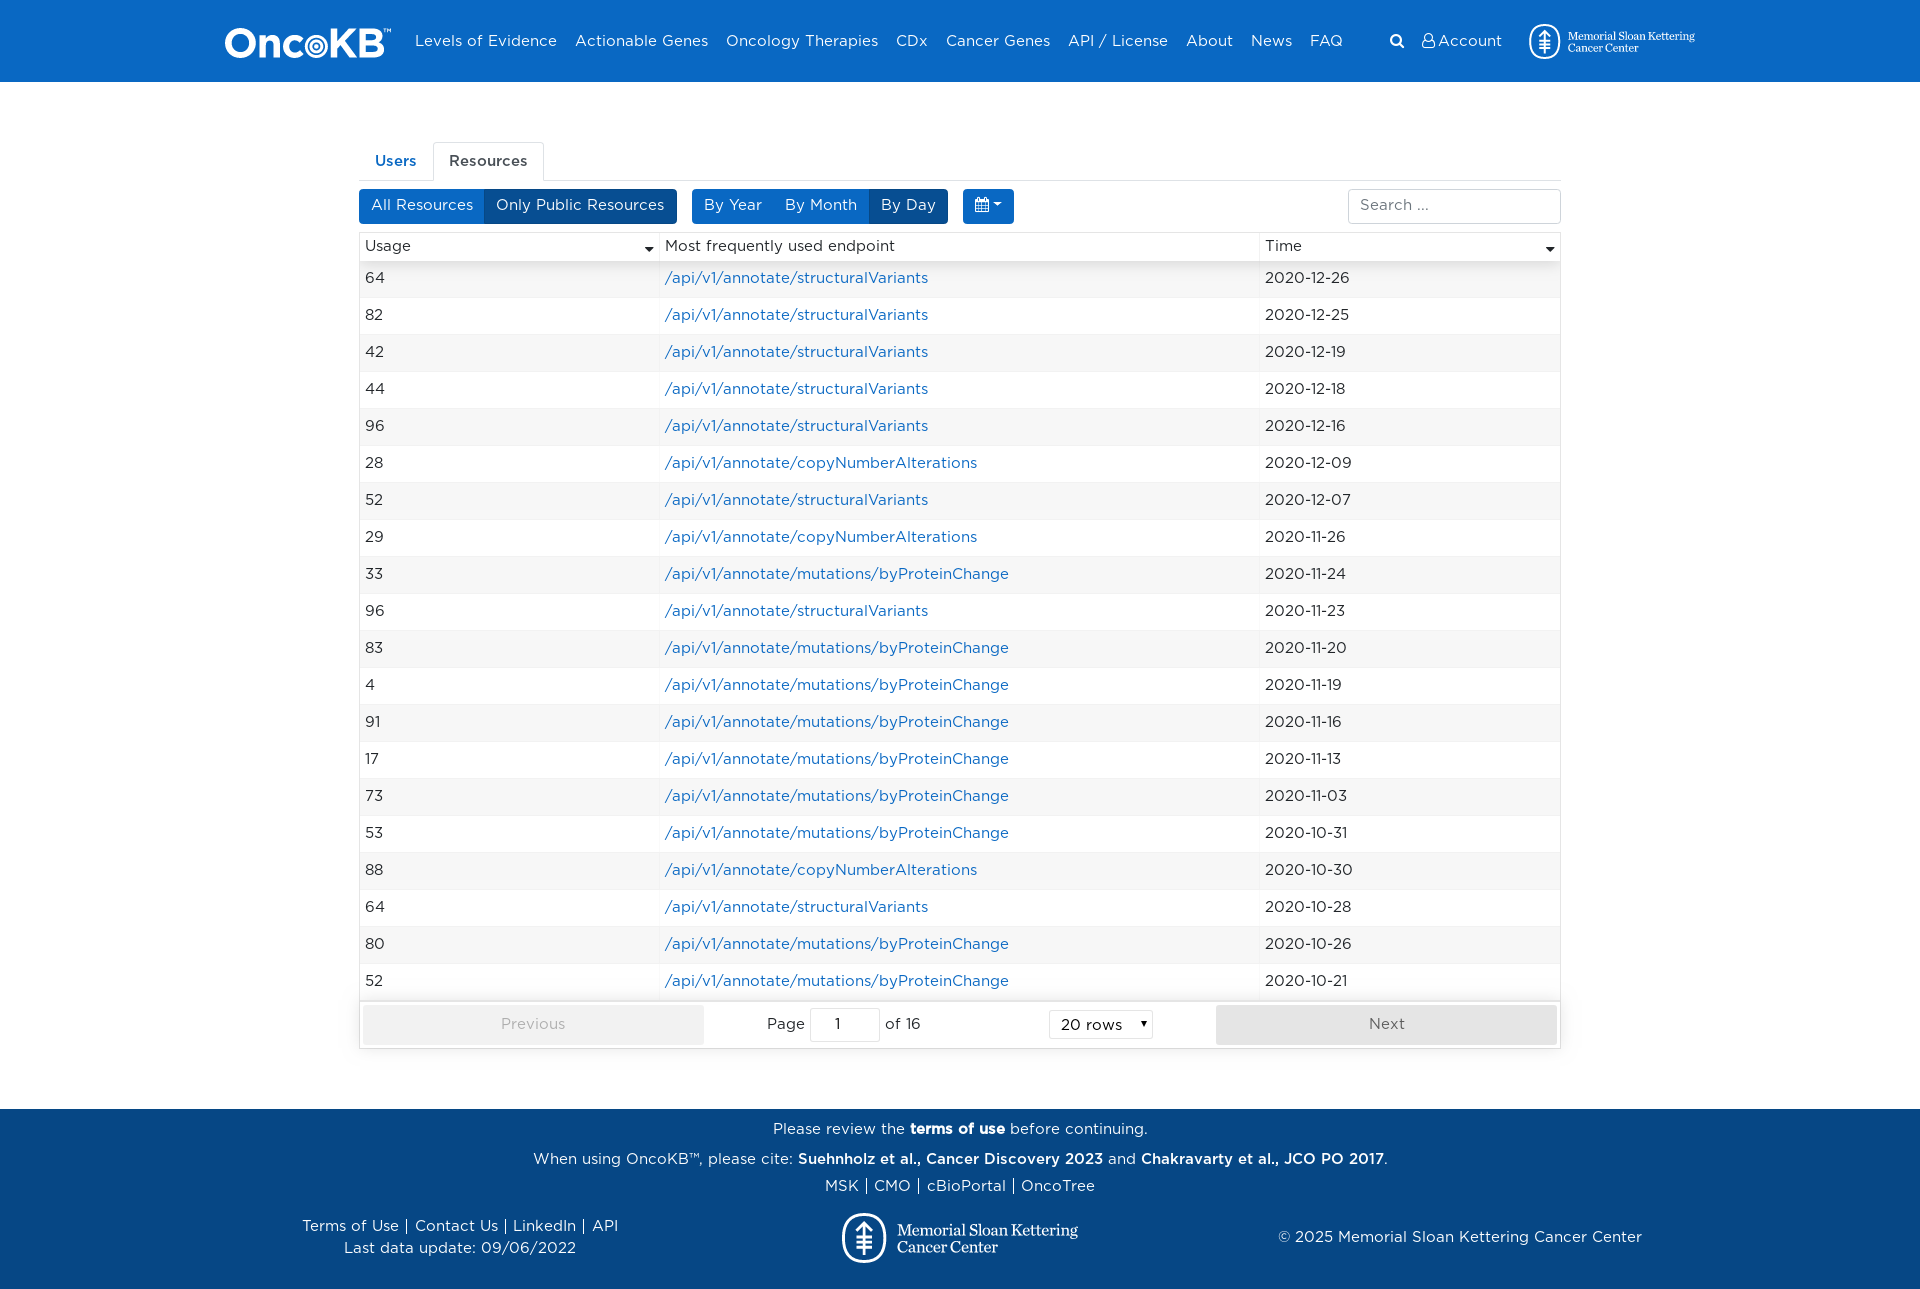 OncoKB™ Levels of Evidence Actionable Genes Oncology Therapies CDx Cancer Genes API / License About News FAQ Account Memorial Sloan Kettering
Cancer Center
Users Resources
All Resources Only Public Resources By Year By Month By Day Search ...
Usage Most frequently used endpoint Time
64 /api/v1/annotate/structuralVariants 2020-12-26
82 /api/v1/annotate/structuralVariants 2020-12-25
42 /api/v1/annotate/structuralVariants 2020-12-19
44 /api/v1/annotate/structuralVariants 2020-12-18
96 /api/v1/annotate/structuralVariants 2020-12-16
28 /api/v1/annotate/copyNumberAlterations 2020-12-09
52 /api/v1/annotate/structuralVariants 2020-12-07
29 /api/v1/annotate/copyNumberAlterations 2020-11-26
33 /api/v1/annotate/mutations/byProteinChange 2020-11-24
96 /api/v1/annotate/structuralVariants 2020-11-23
83 /api/v1/annotate/mutations/byProteinChange 2020-11-20
4 /api/v1/annotate/mutations/byProteinChange 2020-11-19
91 /api/v1/annotate/mutations/byProteinChange 2020-11-16
17 /api/v1/annotate/mutations/byProteinChange 2020-11-13
73 /api/v1/annotate/mutations/byProteinChange 2020-11-03
53 /api/v1/annotate/mutations/byProteinChange 2020-10-31
88 /api/v1/annotate/copyNumberAlterations 2020-10-30
64 /api/v1/annotate/structuralVariants 2020-10-28
80 /api/v1/annotate/mutations/byProteinChange 2020-10-26
52 /api/v1/annotate/mutations/byProteinChange 2020-10-21
Previous Page 1 of 16 20 rows Next
Please review the terms of use before continuing.
When using OncoKB™, please cite: Suehnholz et al., Cancer Discovery 2023 and Chakravarty et al., JCO PO 2017.
MSK | CMO | cBioPortal | OncoTree
Terms of Use | Contact Us | LinkedIn | API
Last data update: 09/06/2022
Memorial Sloan Kettering
Cancer Center
© 2025 Memorial Sloan Kettering Cancer Center